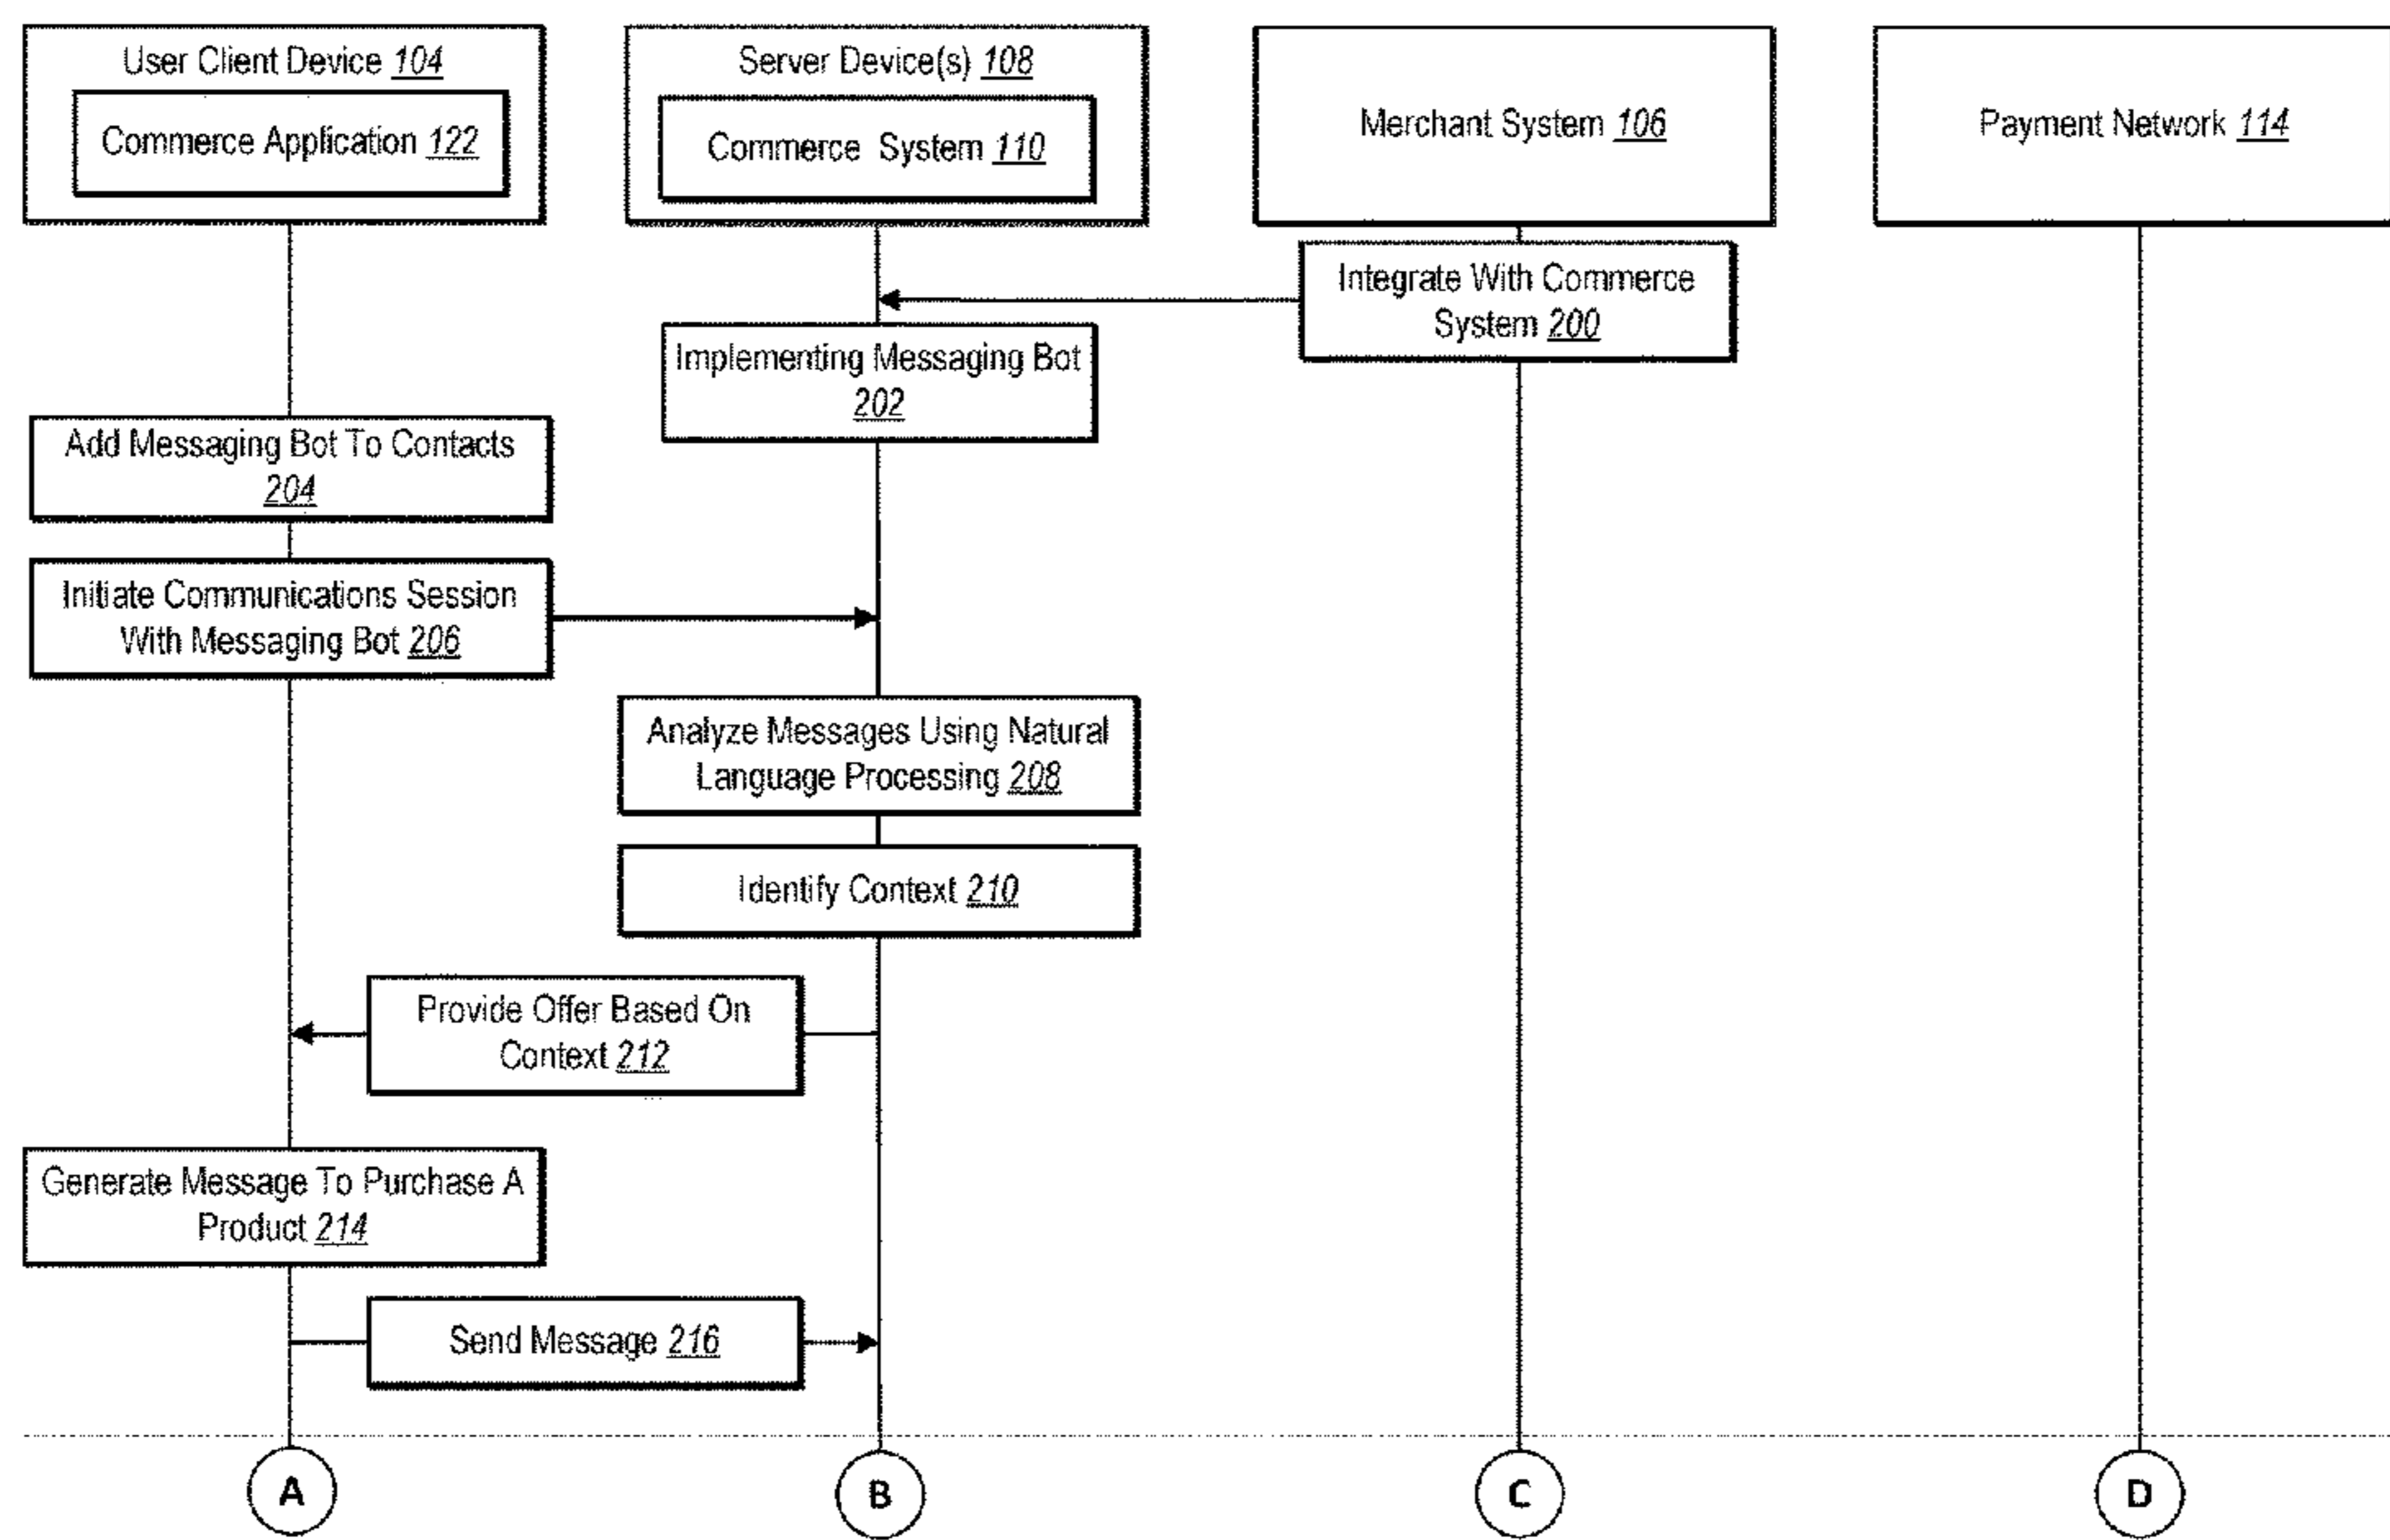 User Client Device 104
Commerce Application 122
Server Device(s) 108
Commerce System 110
Merchant System 106
Payment Network 114
Integrate With Commerce
System 200
Implementing Messaging Bot
202
Add Messaging Bot To Contacts
204
Initiate Communications Session
With Messaging Bot 206
Analyze Messages Using Natural
Language Processing 208
Identify Context 210
Provide Offer Based On
Context 212
Generate Message To Purchase A
Product 214
Send Message 216
A
B
C
D